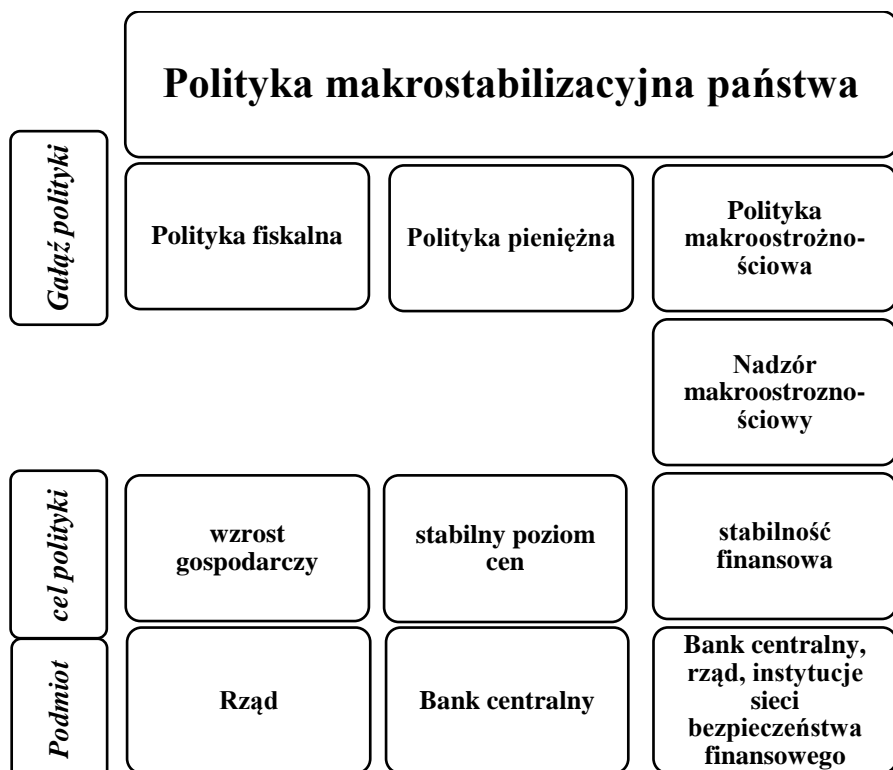 Polityka makrostabilizacyjna państwa
Gałąź polityki
Polityka fiskalna
Polityka pieniężna
Polityka
makroostrożno-
ściowa
Nadzór
makroostrozno-
ściowy
cel polityki
wzrost
gospodarczy
stabilny poziom
cen
stabilność
finansowa
Podmiot
Rząd
Bank centralny
Bank centralny,
rząd, instytucje
sieci
bezpieczeństwa
finansowego